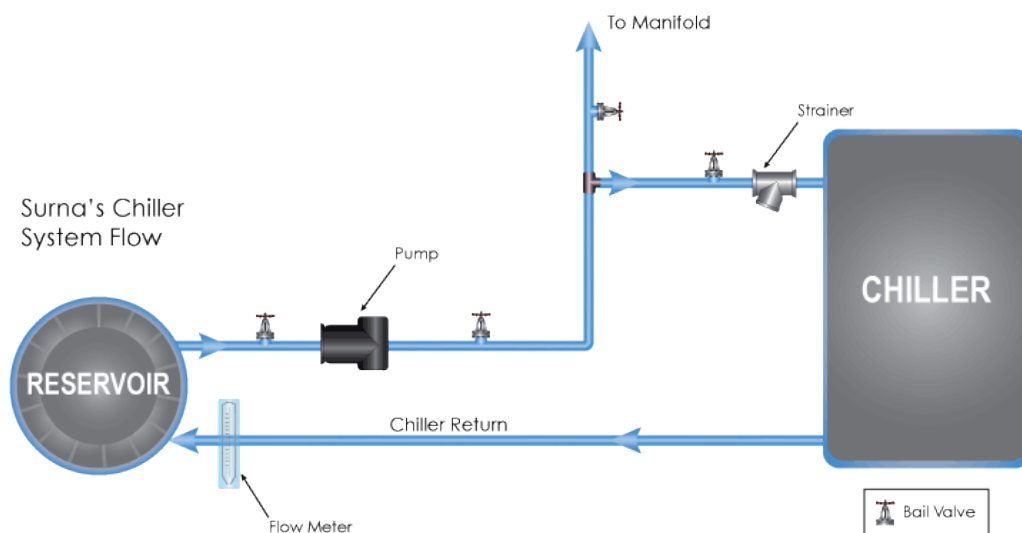 To Manifold
Strainer
Surna's Chiller
System Flow
Pump
CHILLER
RESERVOIR
Chiller Return
Flow Meter
Bail Valve